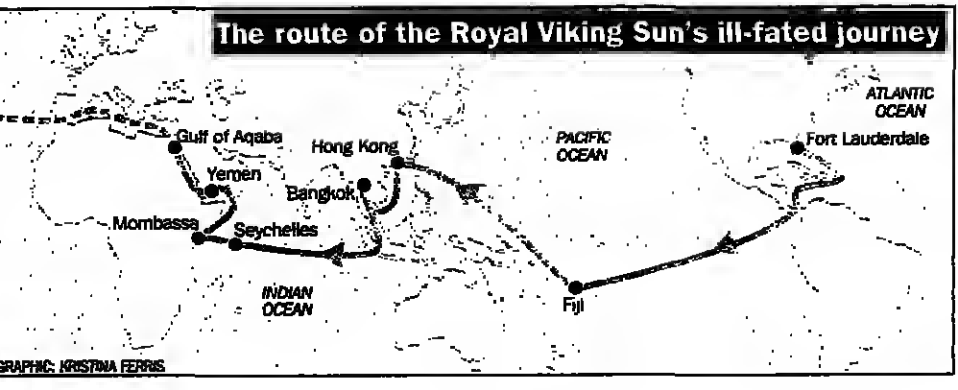 The route of the Royal Viking Sun's ill-fated journey
ATLANTIC
OCEAN
Gulf of Aqaba
Hong Kong
PACIFIC
OCEAN
Fort Lauderdale
Yemen
Bangkok
Mombassa
Seychelles
INDIAN
OCEAN
Fiji
GRAPHIC: KRISTINA FERRIS